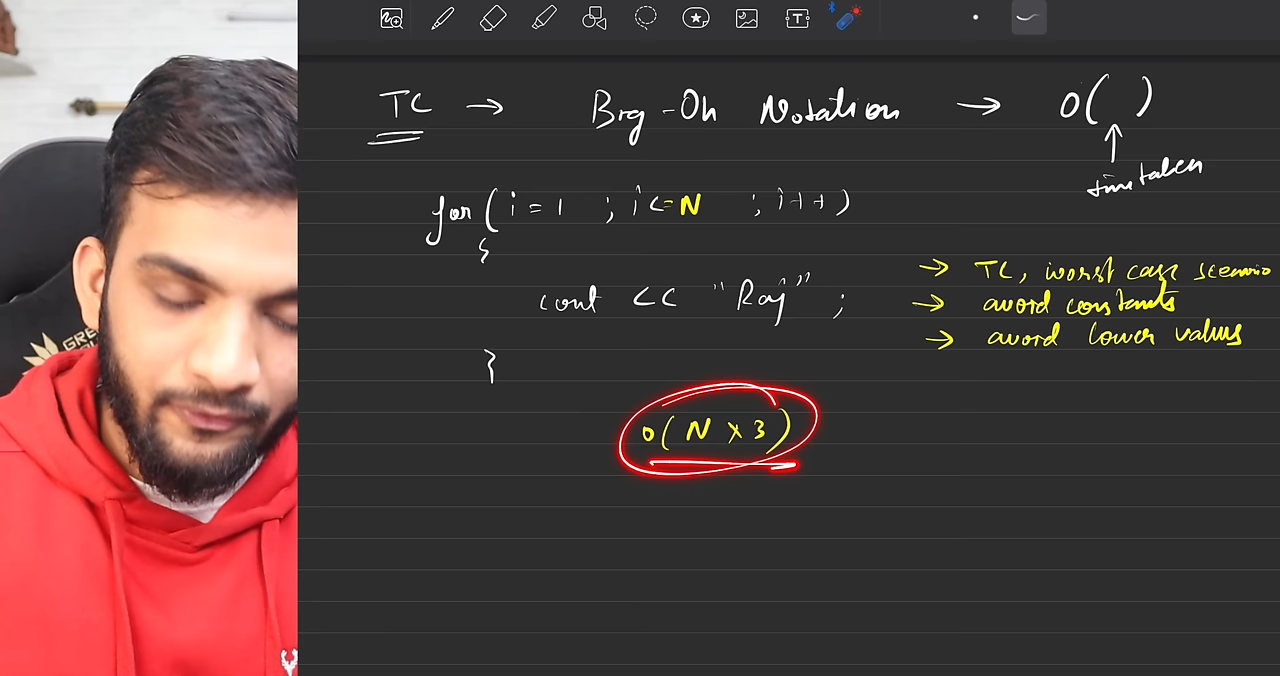 TC → Big-Oh Notation → O( )
time taken
for ( i = 1 ; i <= N ; i++ )
{
cout << "Raj" ;
}
→ TC, worst case scenario
→ avoid constants
→ avoid lower values
O( N × 3 )